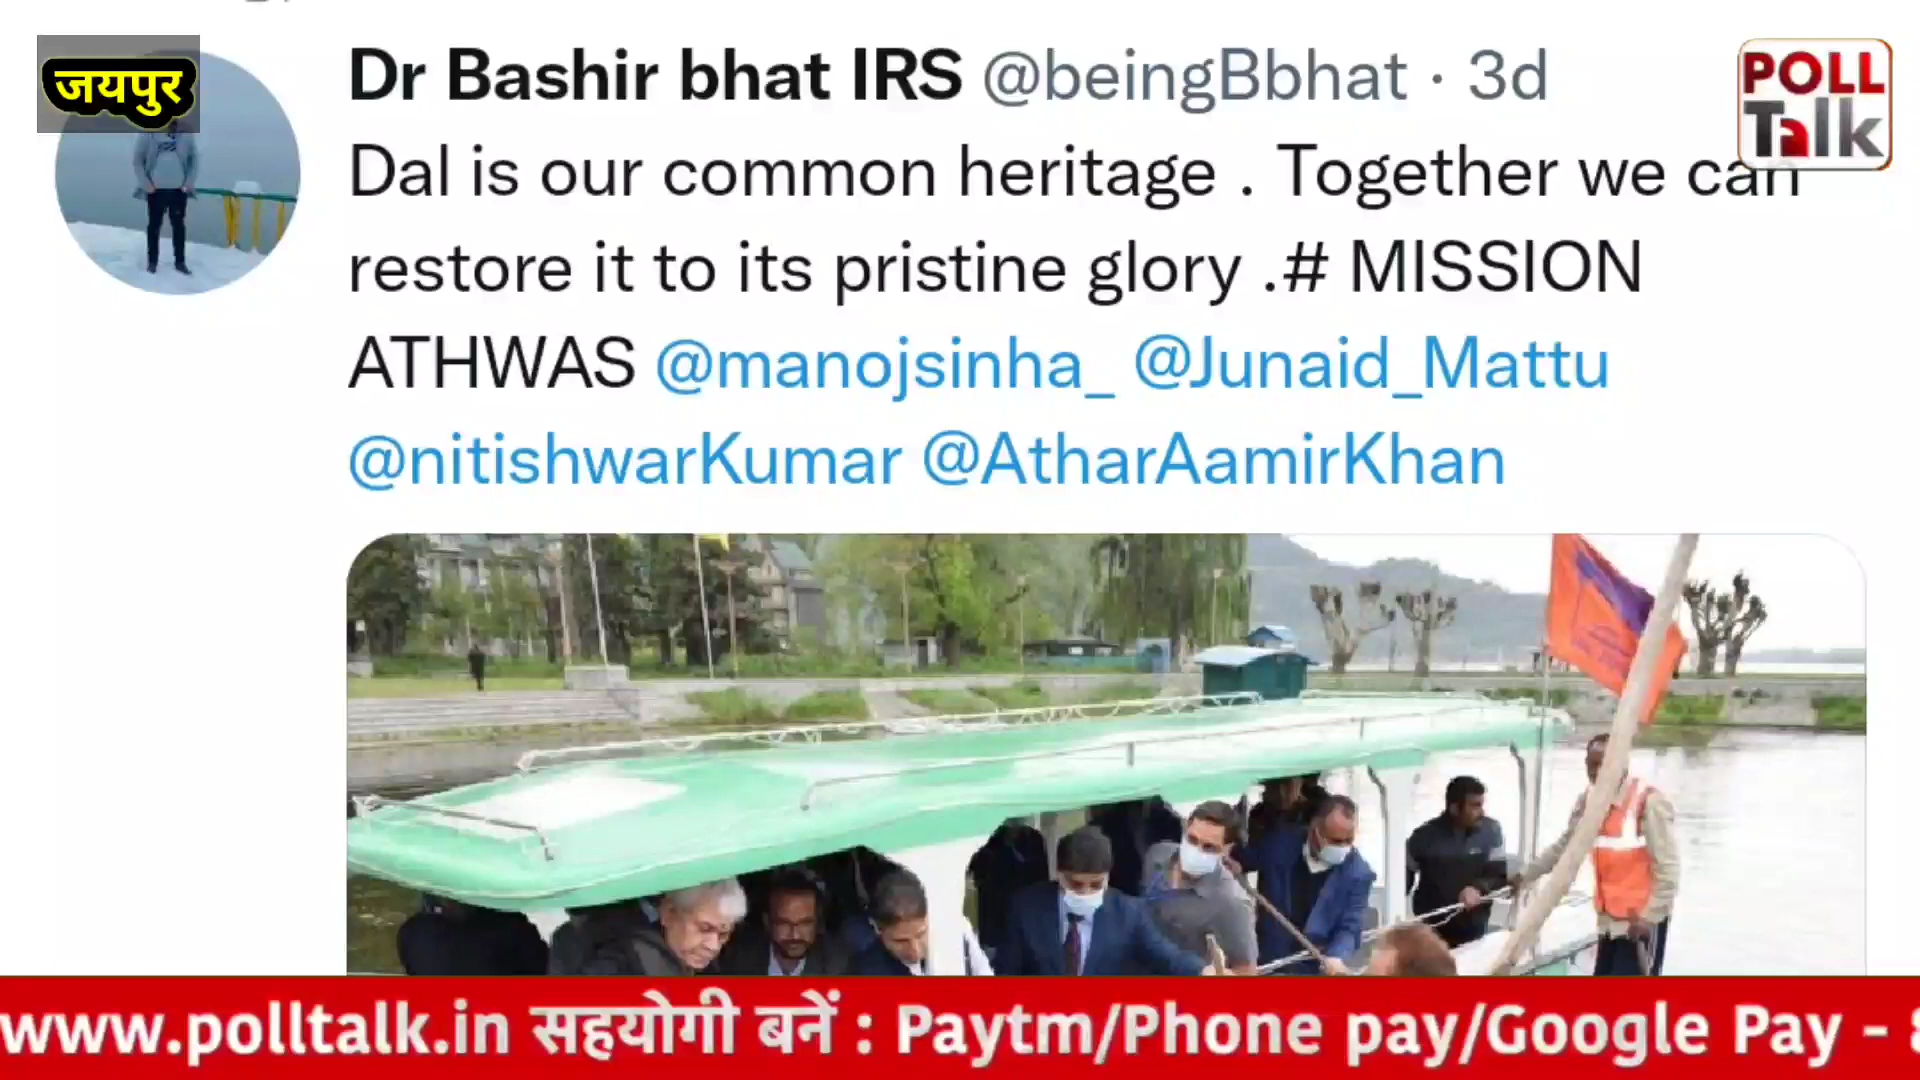 जयपुर
Dr Bashir bhat IRS @beingBbhat · 3d
POLL
Talk
Dal is our common heritage . Together we can
restore it to its pristine glory .# MISSION
ATHWAS @manojsinha_ @Junaid_Mattu
@nitishwarKumar @AtharAamirKhan
www.polltalk.in सहयोगी बनें : Paytm/Phone pay/Google Pay -